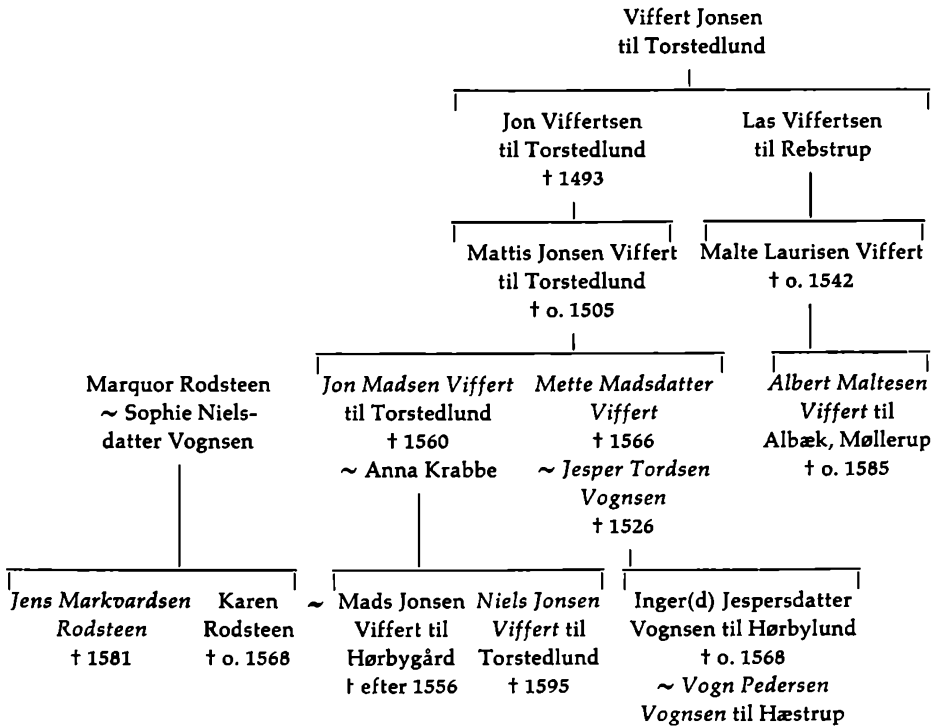 Viffert Jonsen
til Torstedlund
Jon Viffertsen
til Torstedlund
† 1493
Las Viffertsen
til Rebstrup
Mattis Jonsen Viffert
til Torstedlund
† o. 1505
Malte Laurisen Viffert
† o. 1542
Marquor Rodsteen
~ Sophie Niels-
datter Vognsen
Jon Madsen Viffert
til Torstedlund
† 1560
~ Anna Krabbe
Mette Madsdatter
Viffert
† 1566
~ Jesper Tordsen
Vognsen
† 1526
Albert Maltesen
Viffert til
Albæk, Møllerup
† o. 1585
Jens Markvardsen
Rodsteen
† 1581
Karen
Rodsteen
† o. 1568
~ Mads Jonsen
Viffert til
Hørbygård
† efter 1556
Niels Jonsen
Viffert til
Torstedlund
† 1595
Inger(d) Jespersdatter
Vognsen til Hørbylund
† o. 1568
~ Vogn Pedersen
Vognsen til Hæstrup